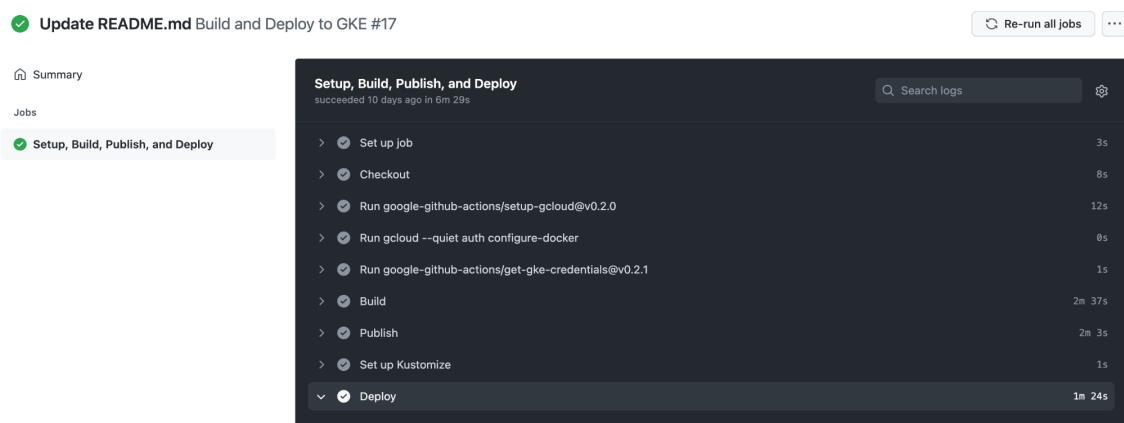 Update README.md Build and Deploy to GKE #17
Re-run all jobs
Summary
Jobs
Setup, Build, Publish, and Deploy
Setup, Build, Publish, and Deploy
succeeded 10 days ago in 6m 29s
Search logs
Set up job 3s
Checkout 8s
Run google-github-actions/setup-gcloud@v0.2.0 12s
Run gcloud --quiet auth configure-docker 0s
Run google-github-actions/get-gke-credentials@v0.2.1 1s
Build 2m 37s
Publish 2m 3s
Set up Kustomize 1s
Deploy 1m 24s